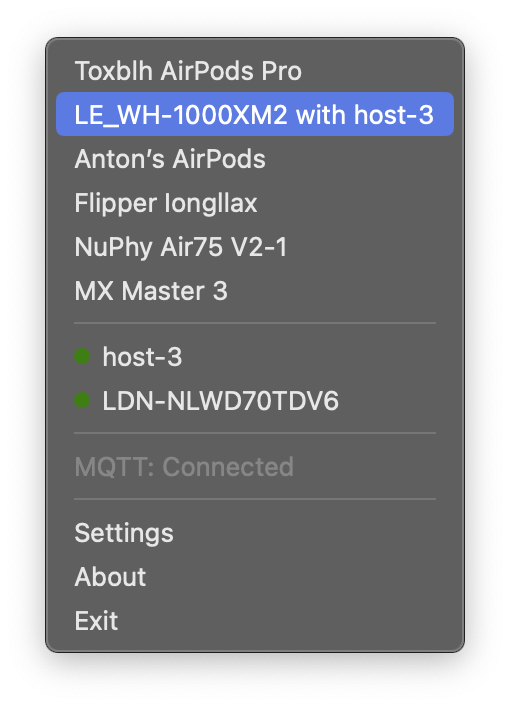 Toxblh AirPods Pro
LE_WH-1000XM2 with host-3
Anton’s AirPods
Flipper Iongllax
NuPhy Air75 V2-1
MX Master 3
host-3
LDN-NLWD70TDV6
MQTT: Connected
Settings
About
Exit